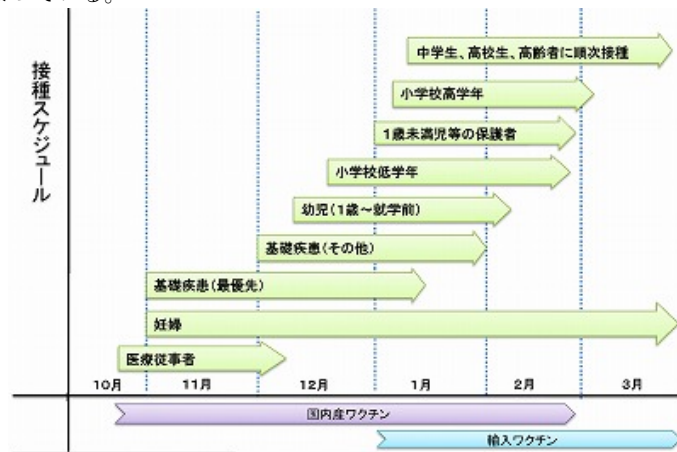 いる。
接種スケジュール
中学生、高校生、高齢者に順次接種
小学校高学年
1歳未満児等の保護者
小学校低学年
幼児(1歳~就学前)
基礎疾患(その他)
基礎疾患(最優先)
妊婦
医療従事者
10月 11月 12月 1月 2月 3月
国内産ワクチン
輸入ワクチン